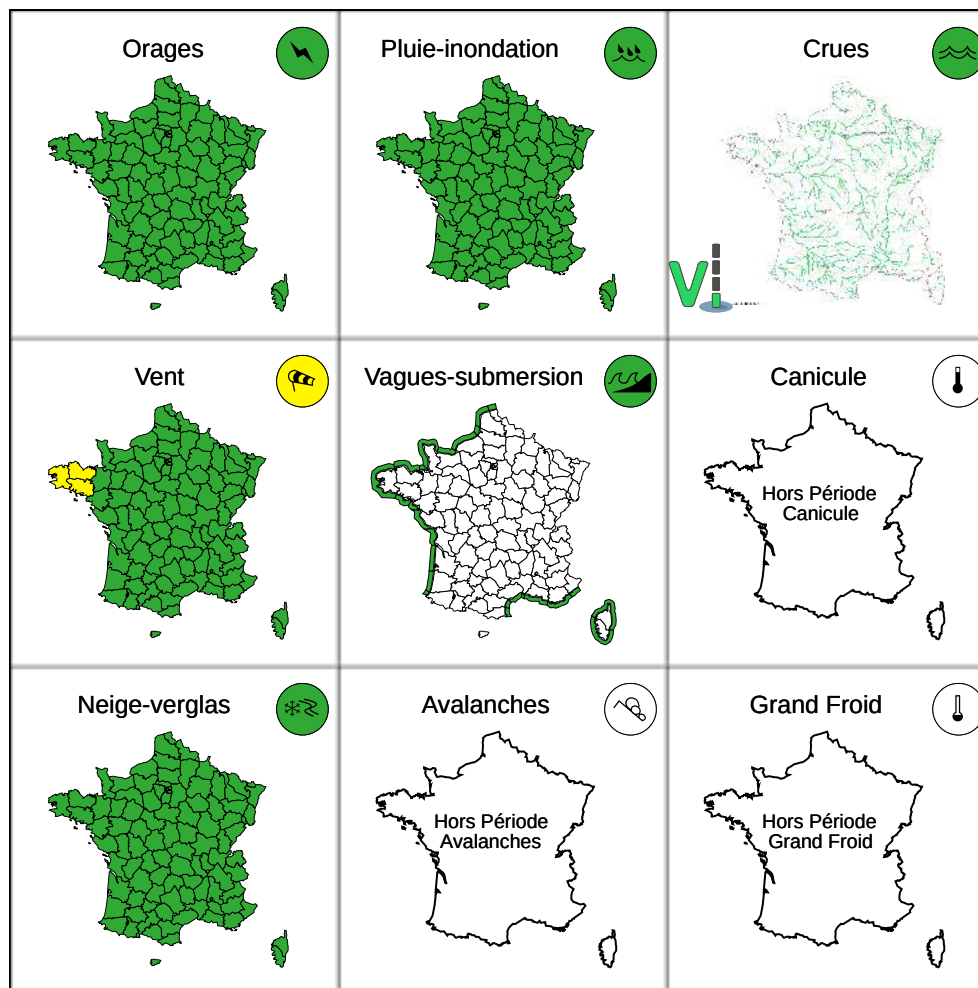 Orages
Pluie-inondation
Crues
Vent
Vagues-submersion
Canicule
Hors Période
Canicule
Neige-verglas
Avalanches
Hors Période
Avalanches
Grand Froid
Hors Période
Grand Froid